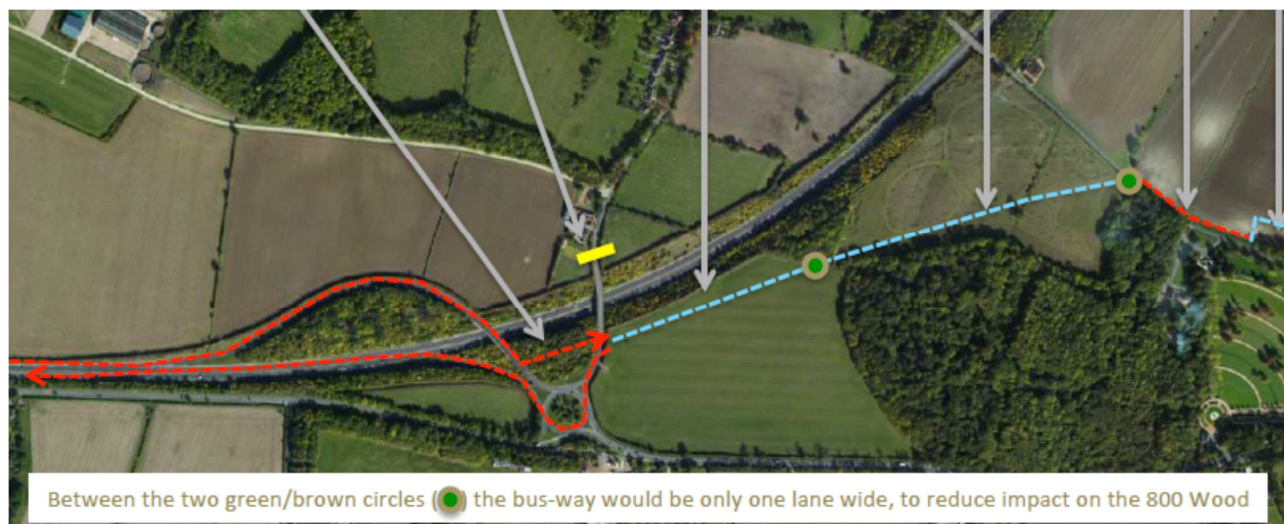 Between the two green/brown circles ( ) the bus-way would be only one lane wide, to reduce impact on the 800 Wood